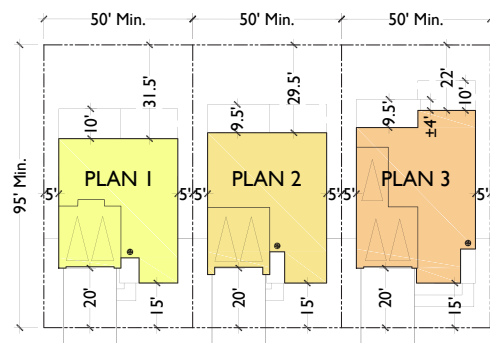 50' Min. 50' Min. 50' Min.
95' Min.
31.5' 29.5' 22'
10' 9.5' 9.5' ±4' 10'
PLAN 1 PLAN 2 PLAN 3
5' 5' 5' 5' 5' 5'
20' 15' 20' 15' 20' 15'